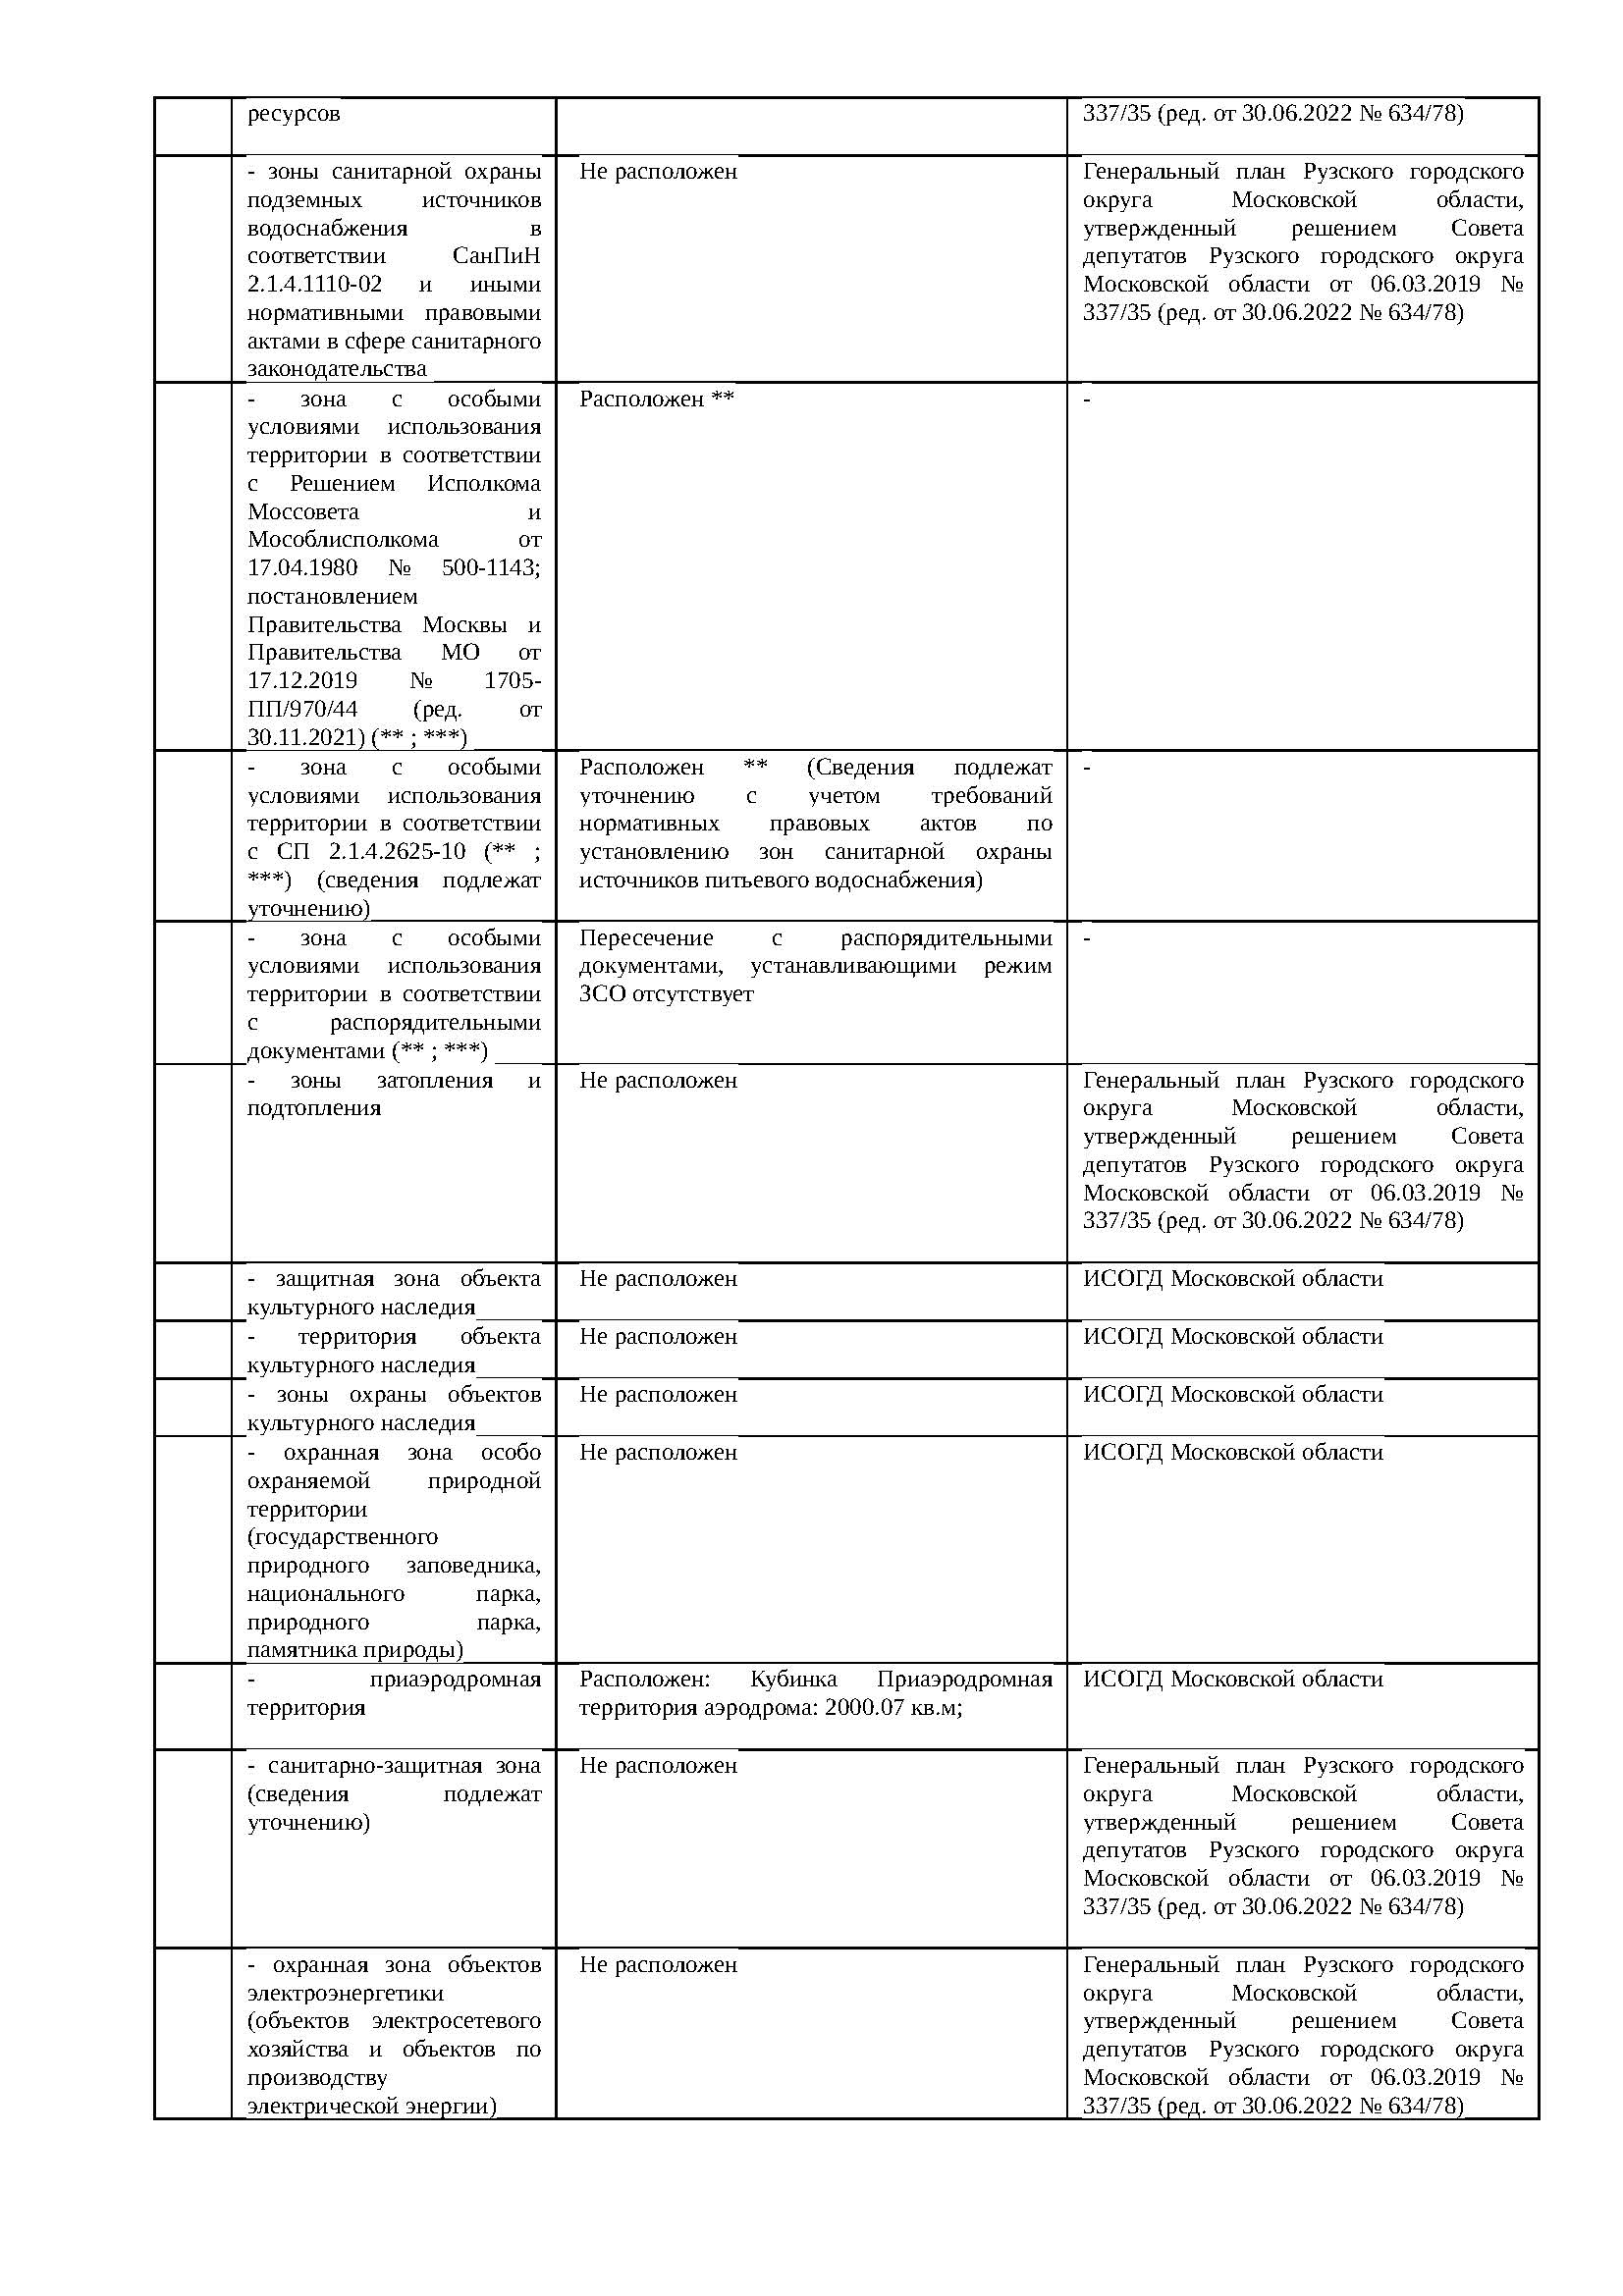 ресурсов
337/35 (ред. от 30.06.2022 № 634/78)
- зоны санитарной охраны
подземных источников
водоснабжения в
соответствии СанПиН
2.1.4.1110-02 и иными
нормативными правовыми
актами в сфере санитарного
законодательства
Не расположен
Генеральный план Рузского городского
округа Московской области,
утвержденный решением Совета
депутатов Рузского городского округа
Московской области от 06.03.2019 №
337/35 (ред. от 30.06.2022 № 634/78)
- зона с особыми
условиями использования
территории в соответствии
с Решением Исполкома
Моссовета и
Мособлисполкома от
17.04.1980 № 500-1143;
постановлением
Правительства Москвы и
Правительства МО от
17.12.2019 № 1705-
ПП/970/44 (ред. от
30.11.2021) (** ; ***)
Расположен **
-
- зона с особыми
условиями использования
территории в соответствии
с СП 2.1.4.2625-10 (** ;
***) (сведения подлежат
уточнению)
Расположен ** (Сведения подлежат
уточнению с учетом требований
нормативных правовых актов по
установлению зон санитарной охраны
источников питьевого водоснабжения)
-
- зона с особыми
условиями использования
территории в соответствии
с распорядительными
документами (** ; ***)
Пересечение с распорядительными
документами, устанавливающими режим
ЗСО отсутствует
-
- зоны затопления и
подтопления
Не расположен
Генеральный план Рузского городского
округа Московской области,
утвержденный решением Совета
депутатов Рузского городского округа
Московской области от 06.03.2019 №
337/35 (ред. от 30.06.2022 № 634/78)
- защитная зона объекта
культурного наследия
Не расположен
ИСОГД Московской области
- территория объекта
культурного наследия
Не расположен
ИСОГД Московской области
- зоны охраны объектов
культурного наследия
Не расположен
ИСОГД Московской области
- охранная зона особо
охраняемой природной
территории
(государственного
природного заповедника,
национального парка,
природного парка,
памятника природы)
Не расположен
ИСОГД Московской области
- приаэродромная
территория
Расположен: Кубинка Приаэродромная
территория аэродрома: 2000.07 кв.м;
ИСОГД Московской области
- санитарно-защитная зона
(сведения подлежат
уточнению)
Не расположен
Генеральный план Рузского городского
округа Московской области,
утвержденный решением Совета
депутатов Рузского городского округа
Московской области от 06.03.2019 №
337/35 (ред. от 30.06.2022 № 634/78)
- охранная зона объектов
электроэнергетики
(объектов электросетевого
хозяйства и объектов по
производству
электрической энергии)
Не расположен
Генеральный план Рузского городского
округа Московской области,
утвержденный решением Совета
депутатов Рузского городского округа
Московской области от 06.03.2019 №
337/35 (ред. от 30.06.2022 № 634/78)